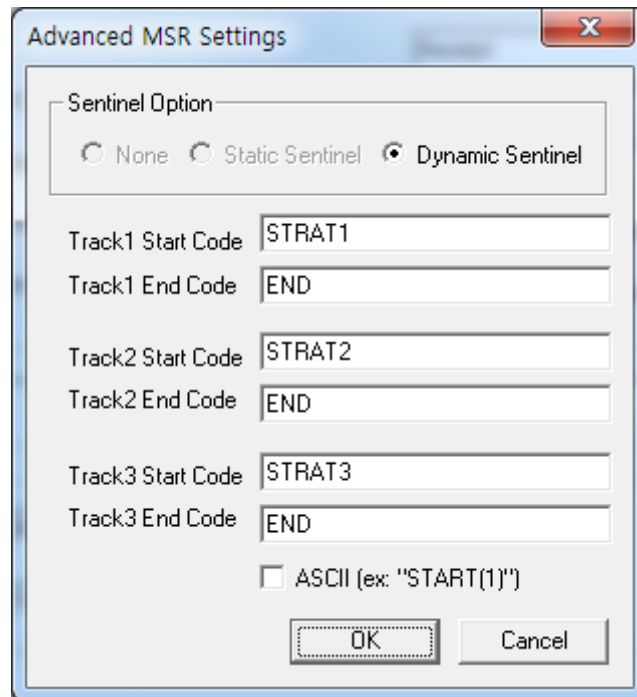 Advanced MSR Settings
Sentinel Option
None Static Sentinel Dynamic Sentinel
Track1 Start Code STRAT1
Track1 End Code END
Track2 Start Code STRAT2
Track2 End Code END
Track3 Start Code STRAT3
Track3 End Code END
ASCII (ex: "START(1)")
OK Cancel